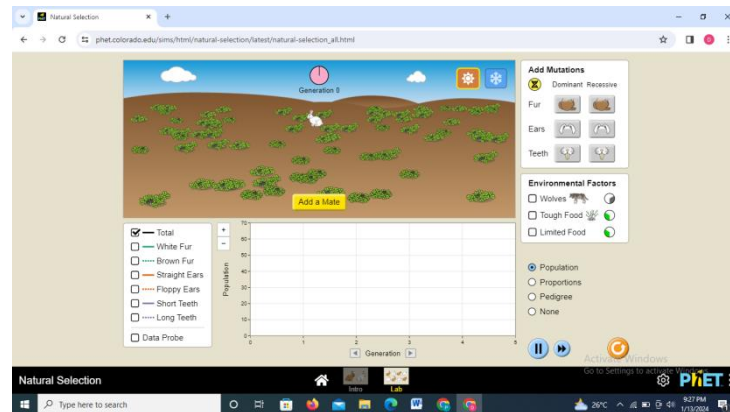 Natural Selection
phet.colorado.edu/sims/html/natural-selection/latest/natural-selection_all.html
Generation 0
Add a Mate
Add Mutations
Dominant Recessive
Fur
Ears
Teeth
Environmental Factors
Wolves
Tough Food
Limited Food
Population
Proportions
Pedigree
None
Total
White Fur
Brown Fur
Straight Ears
Floppy Ears
Short Teeth
Long Teeth
Data Probe
+
−
Population
70
60
50
40
30
20
10
0
0 1 2 3 4 5
Generation
Activate Windows
Go to Settings to activate Windows.
Natural Selection
Intro
Lab
PhET
Type here to search
26°C
9:27 PM
1/13/2024